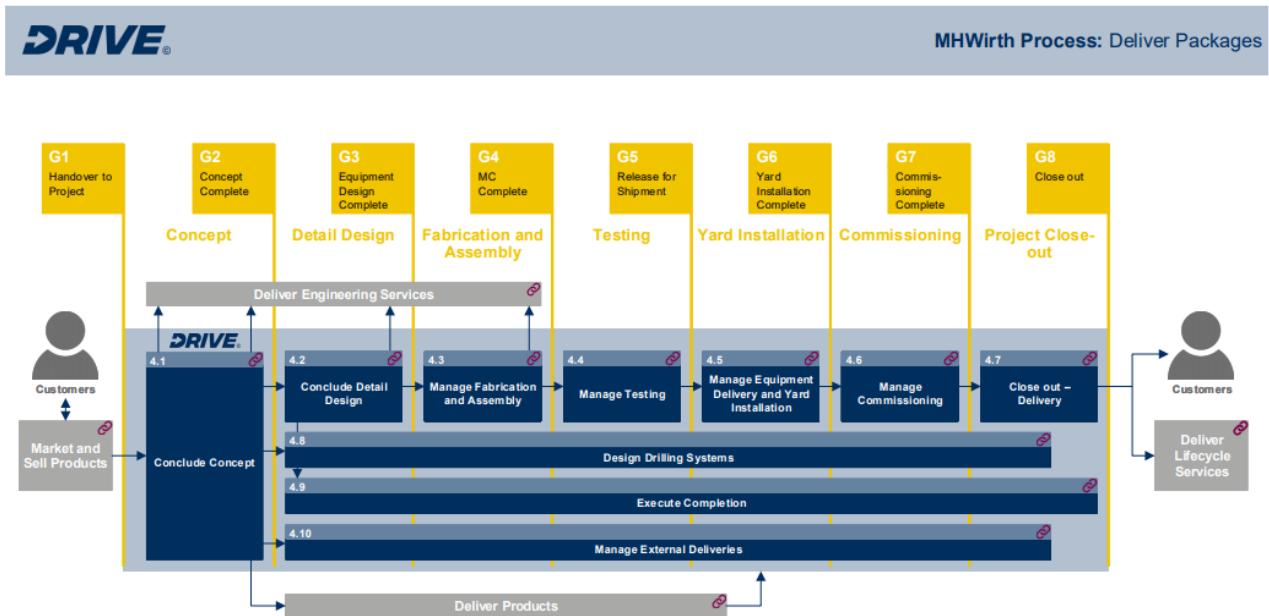 DRIVE©
MHWirth Process: Deliver Packages
G1
Handover to
Project
G2
Concept
Complete
G3
Equipment
Design
Complete
G4
MC
Complete
G5
Release for
Shipment
G6
Yard
Installation
Complete
G7
Commis-
sioning
Complete
G8
Close out
Concept
Detail Design
Fabrication and
Assembly
Testing
Yard Installation
Commissioning
Project Close-
out
Deliver Engineering Services
Customers
Market and
Sell Products
DRIVE.
4.1
Conclude Concept
4.2
Conclude Detail
Design
4.3
Manage Fabrication
and Assembly
4.4
Manage Testing
4.5
Manage Equipment
Delivery and Yard
Installation
4.6
Manage
Commissioning
4.7
Close out –
Delivery
4.8
Design Drilling Systems
4.9
Execute Completion
4.10
Manage External Deliveries
Deliver Products
Customers
Deliver
Lifecycle
Services